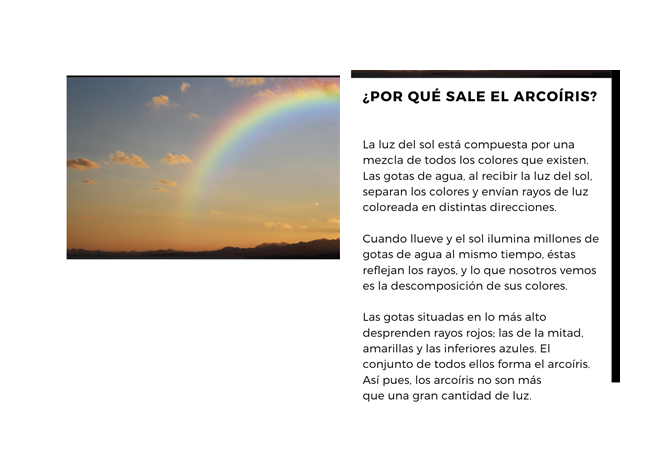 ¿POR QUÉ SALE EL ARCOÍRIS?
La luz del sol está compuesta por una
mezcla de todos los colores que existen.
Las gotas de agua, al recibir la luz del sol,
separan los colores y envían rayos de luz
coloreada en distintas direcciones.
Cuando llueve y el sol ilumina millones de
gotas de agua al mismo tiempo, éstas
reflejan los rayos, y lo que nosotros vemos
es la descomposición de sus colores.
Las gotas situadas en lo más alto
desprenden rayos rojos; las de la mitad,
amarillas y las inferiores azules. El
conjunto de todos ellos forma el arcoíris.
Así pues, los arcoíris no son más
que una gran cantidad de luz.